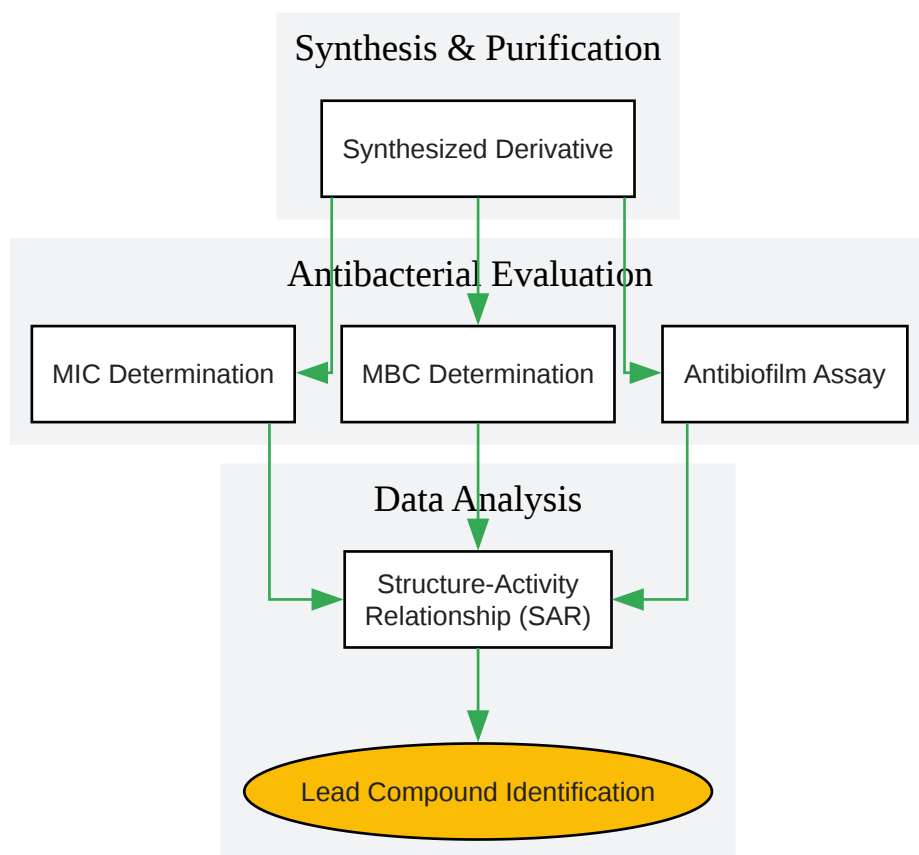 Synthesis & Purification
Synthesized Derivative
Antibacterial Evaluation
MIC Determination
MBC Determination
Antibiofilm Assay
Data Analysis
Structure-Activity
Relationship (SAR)
Lead Compound Identification